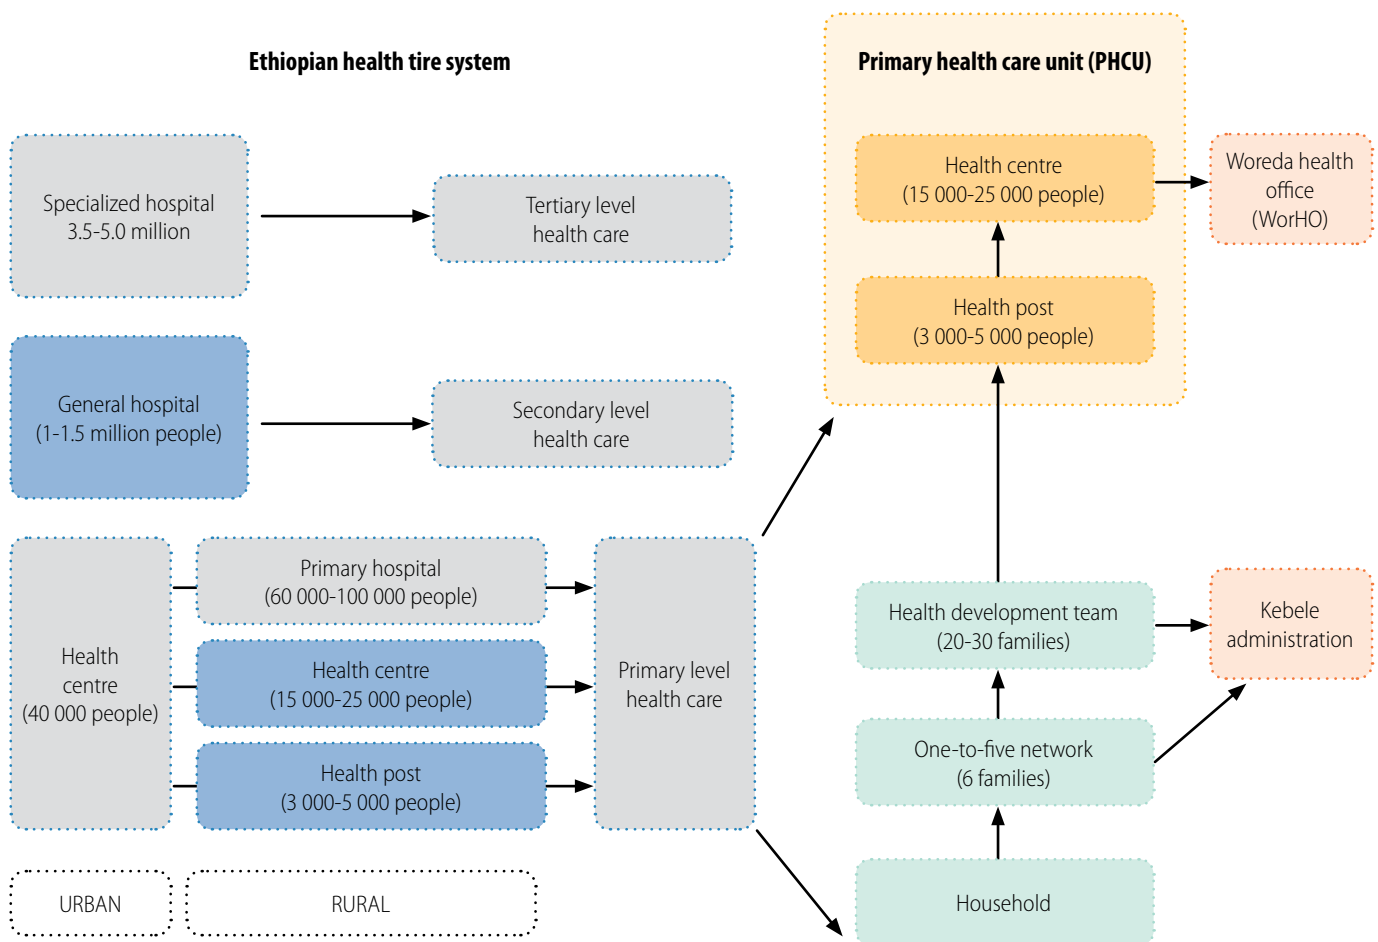 Ethiopian health tire system
Specialized hospital
3.5-5.0 million
Tertiary level
health care
General hospital
(1-1.5 million people)
Secondary level
health care
Health
centre
(40 000 people)
Primary hospital
(60 000-100 000 people)
Health centre
(15 000-25 000 people)
Health post
(3 000-5 000 people)
Primary level
health care
URBAN
RURAL
Primary health care unit (PHCU)
Health centre
(15 000-25 000 people)
Woreda health
office
(WorHO)
Health post
(3 000-5 000 people)
Health development team
(20-30 families)
Kebele
administration
One-to-five network
(6 families)
Household